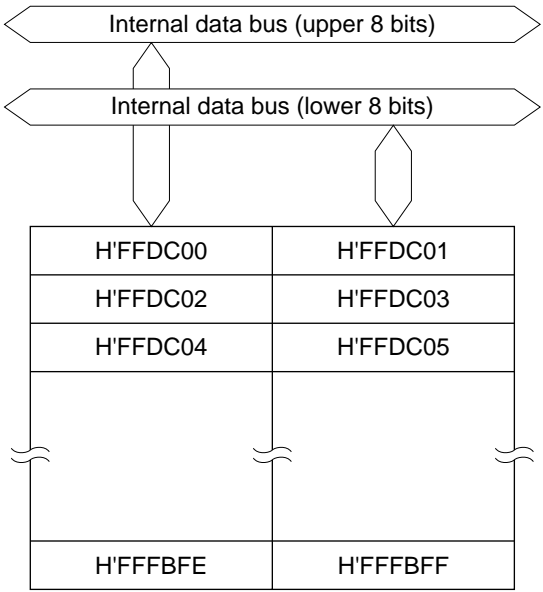 Internal data bus (upper 8 bits)
Internal data bus (lower 8 bits)
H'FFDC00 H'FFDC01
H'FFDC02 H'FFDC03
H'FFDC04 H'FFDC05
H'FFFBFE H'FFFBFF